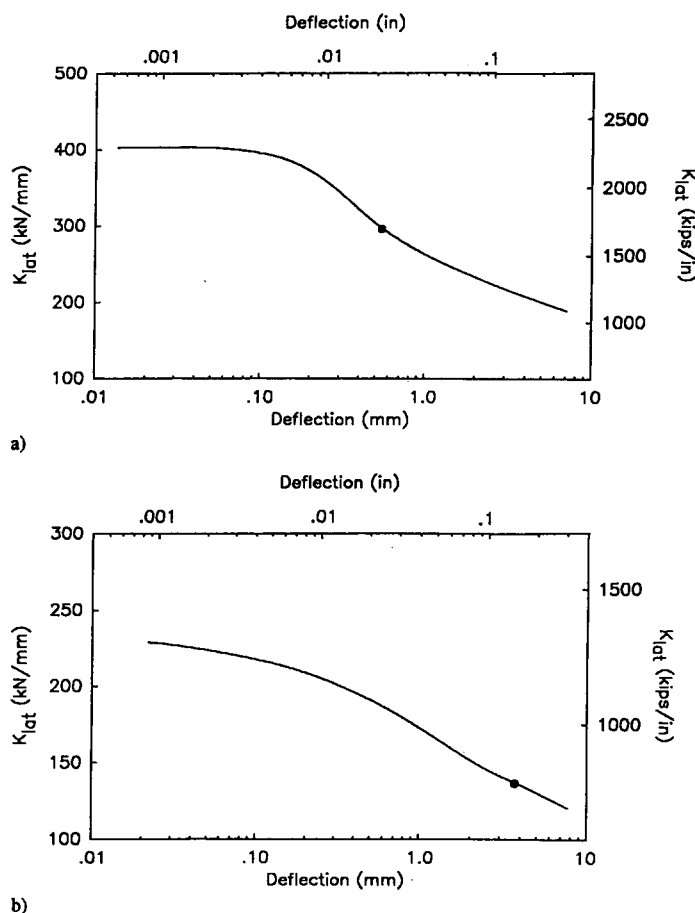 Deflection (in)
.001 .01 .1
500
400
300
200
100
K_lat (kN/mm)
2500
2000
1500
1000
K_lat (kips/in)
.01 .10 1.0 10
Deflection (mm)
a)
Deflection (in)
.001 .01 .1
300
250
200
150
100
K_lat (kN/mm)
1500
1000
K_lat (kips/in)
.01 .10 1.0 10
Deflection (mm)
b)